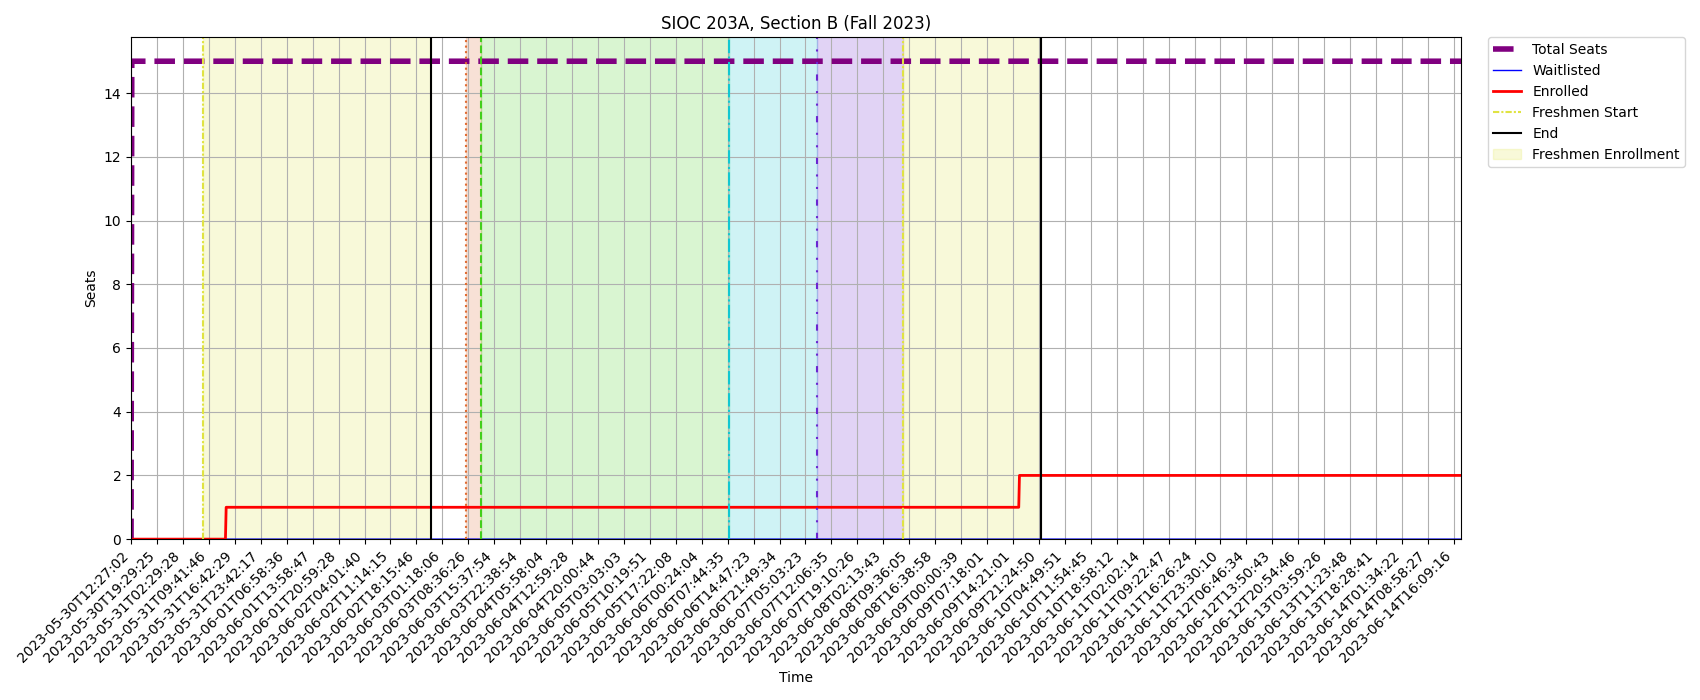 SIOC 203A, Section B (Fall 2023)
Total Seats
Waitlisted
Enrolled
Freshmen Start
End
Freshmen Enrollment
Seats
14
12
10
8
6
4
2
0
2023-05-30T12:27:02
2023-05-30T19:29:25
2023-05-31T02:29:28
2023-05-31T09:41:46
2023-05-31T16:42:29
2023-05-31T23:42:17
2023-06-01T06:58:36
2023-06-01T13:58:47
2023-06-01T20:59:28
2023-06-02T04:01:40
2023-06-02T11:14:15
2023-06-02T18:15:46
2023-06-03T01:18:06
2023-06-03T08:36:26
2023-06-03T15:37:54
2023-06-03T22:38:54
2023-06-04T05:58:04
2023-06-04T12:59:28
2023-06-04T20:00:44
2023-06-05T03:03:03
2023-06-05T10:19:51
2023-06-05T17:22:08
2023-06-06T00:24:04
2023-06-06T07:44:35
2023-06-06T14:47:23
2023-06-06T21:49:34
2023-06-07T05:03:23
2023-06-07T12:06:35
2023-06-07T19:10:26
2023-06-08T02:13:43
2023-06-08T09:36:05
2023-06-08T16:38:58
2023-06-09T00:00:39
2023-06-09T07:18:01
2023-06-09T14:21:01
2023-06-09T21:24:50
2023-06-10T04:49:51
2023-06-10T11:54:45
2023-06-10T18:58:12
2023-06-11T02:02:14
2023-06-11T09:22:47
2023-06-11T16:26:24
2023-06-11T23:30:10
2023-06-12T06:46:34
2023-06-12T13:50:43
2023-06-12T20:54:46
2023-06-13T03:59:26
2023-06-13T11:23:48
2023-06-13T18:28:41
2023-06-14T01:34:22
2023-06-14T08:58:27
2023-06-14T16:09:16
Time